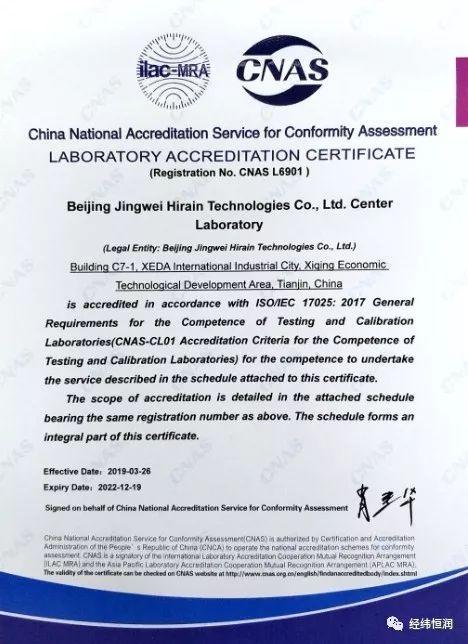 ilac-MRA
CNAS
China National Accreditation Service for Conformity Assessment
LABORATORY ACCREDITATION CERTIFICATE
(Registration No. CNAS L6901 )
Beijing Jingwei Hirain Technologies Co., Ltd. Center
Laboratory
(Legal Entity: Beijing Jingwei Hirain Technologies Co., Ltd.)
Building C7-1, XEDA International Industrial City, Xiqing Economic
Technological Development Area, Tianjin, China
is accredited in accordance with ISO/IEC 17025: 2017 General
Requirements for the Competence of Testing and Calibration
Laboratories(CNAS-CL01 Accreditation Criteria for the Competence of
Testing and Calibration Laboratories) for the competence to undertake
the service described in the schedule attached to this certificate.
The scope of accreditation is detailed in the attached schedule
bearing the same registration number as above. The schedule forms an
integral part of this certificate.
Effective Date: 2019-03-26
Expiry Date: 2022-12-19
Signed on behalf of China National Accreditation Service for Conformity Assessment
China National Accreditation Service for Conformity Assessment(CNAS) is authorized by Certification and Accreditation
Administration of the People`s Republic of China (CNCA) to operate the national accreditation schemes for conformity
assessment. CNAS is a signatory of the International Laboratory Accreditation Cooperation Mutual Recognition Arrangement
(ILAC MRA) and the Asia Pacific Laboratory Accreditation Cooperation Mutual Recognition Arrangement (APLAC MRA).
The validity of the certificate can be checked on CNAS website at http://www.cnas.org.cn/english/findanaccreditedbody/index.shtml
经纬恒润